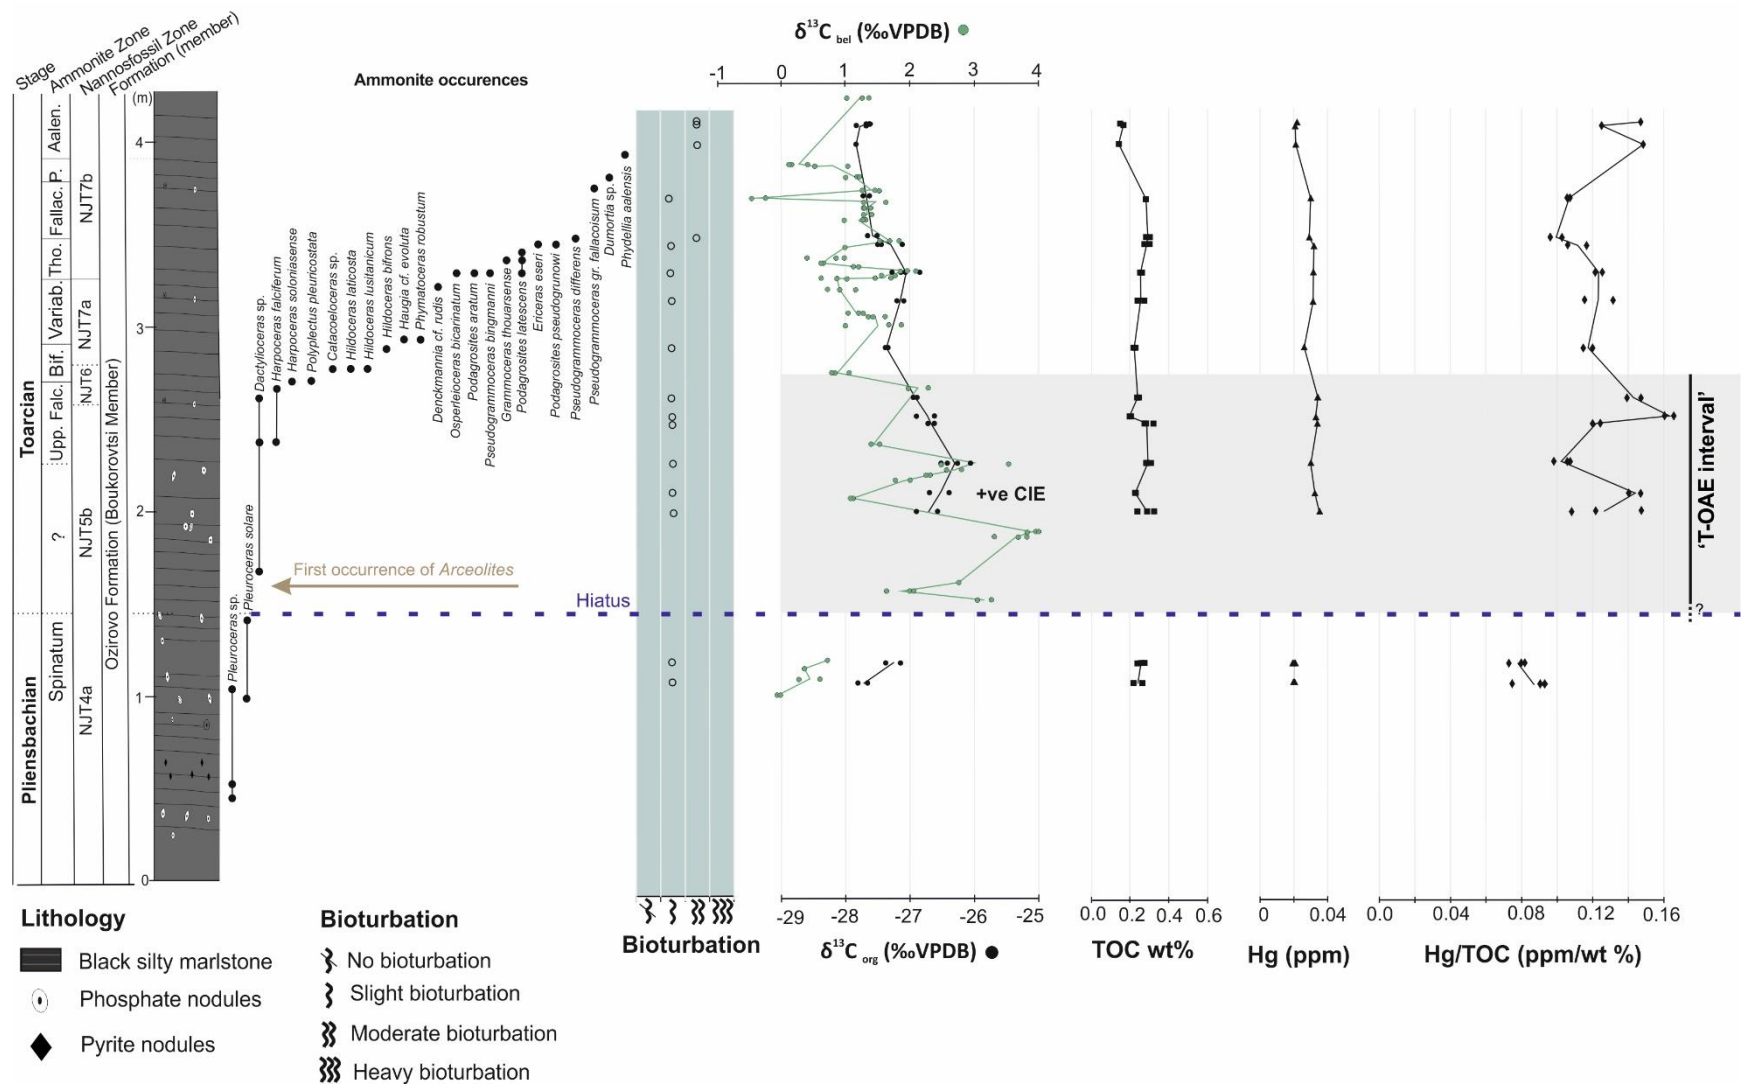 Stage
Ammonite Zone
Nannosfossil Zone
Formation (member)
Ammonite occurences
δ¹³C bel (‰VPDB)
-1 0 1 2 3 4
(m)
4
3
2
1
0
Toarcian
Pliensbachian
Aalen.
Fallac. P.
Tho.
Variab.
Bif.
Upp. Falc.
?
Spinatum
NJT7b
NJT7a
NJT6
NJT5b
NJT4a
Ozirovo Formation (Boukorovtsi Member)
Pleuroceras sp.
Pleuroceras solare
Dactylioceras sp.
Harpoceras falciferum
Harpoceras soloniasense
Polyplectus pleuricostata
Catacoeloceras sp.
Hildoceras laticosta
Hildoceras lusitanicum
Hildoceras bifrons
Haugia cf. evoluta
Phymatoceras robustum
Denckmannia cf. rudis
Osperleioceras bicarinatum
Podagrosites aratum
Pseudogrammoceras bingmanni
Grammoceras thouarsense
Podagrosites latescens
Ericeras eseri
Podagrosites pseudogrunowi
Pseudogrammoceras differens
Pseudogrammoceras gr. fallacoisum
Dumortia sp.
Phydellia aalensis
First occurrence of Arceolites
Hiatus
+ve CIE
'T-OAE interval'
?
-29 -28 -27 -26 -25
0.0 0.2 0.4 0.6
0 0.04
0.0 0.04 0.08 0.12 0.16
Bioturbation
δ¹³C org (‰VPDB)
TOC wt%
Hg (ppm)
Hg/TOC (ppm/wt %)
Lithology
Black silty marlstone
Phosphate nodules
Pyrite nodules
Bioturbation
No bioturbation
Slight bioturbation
Moderate bioturbation
Heavy bioturbation